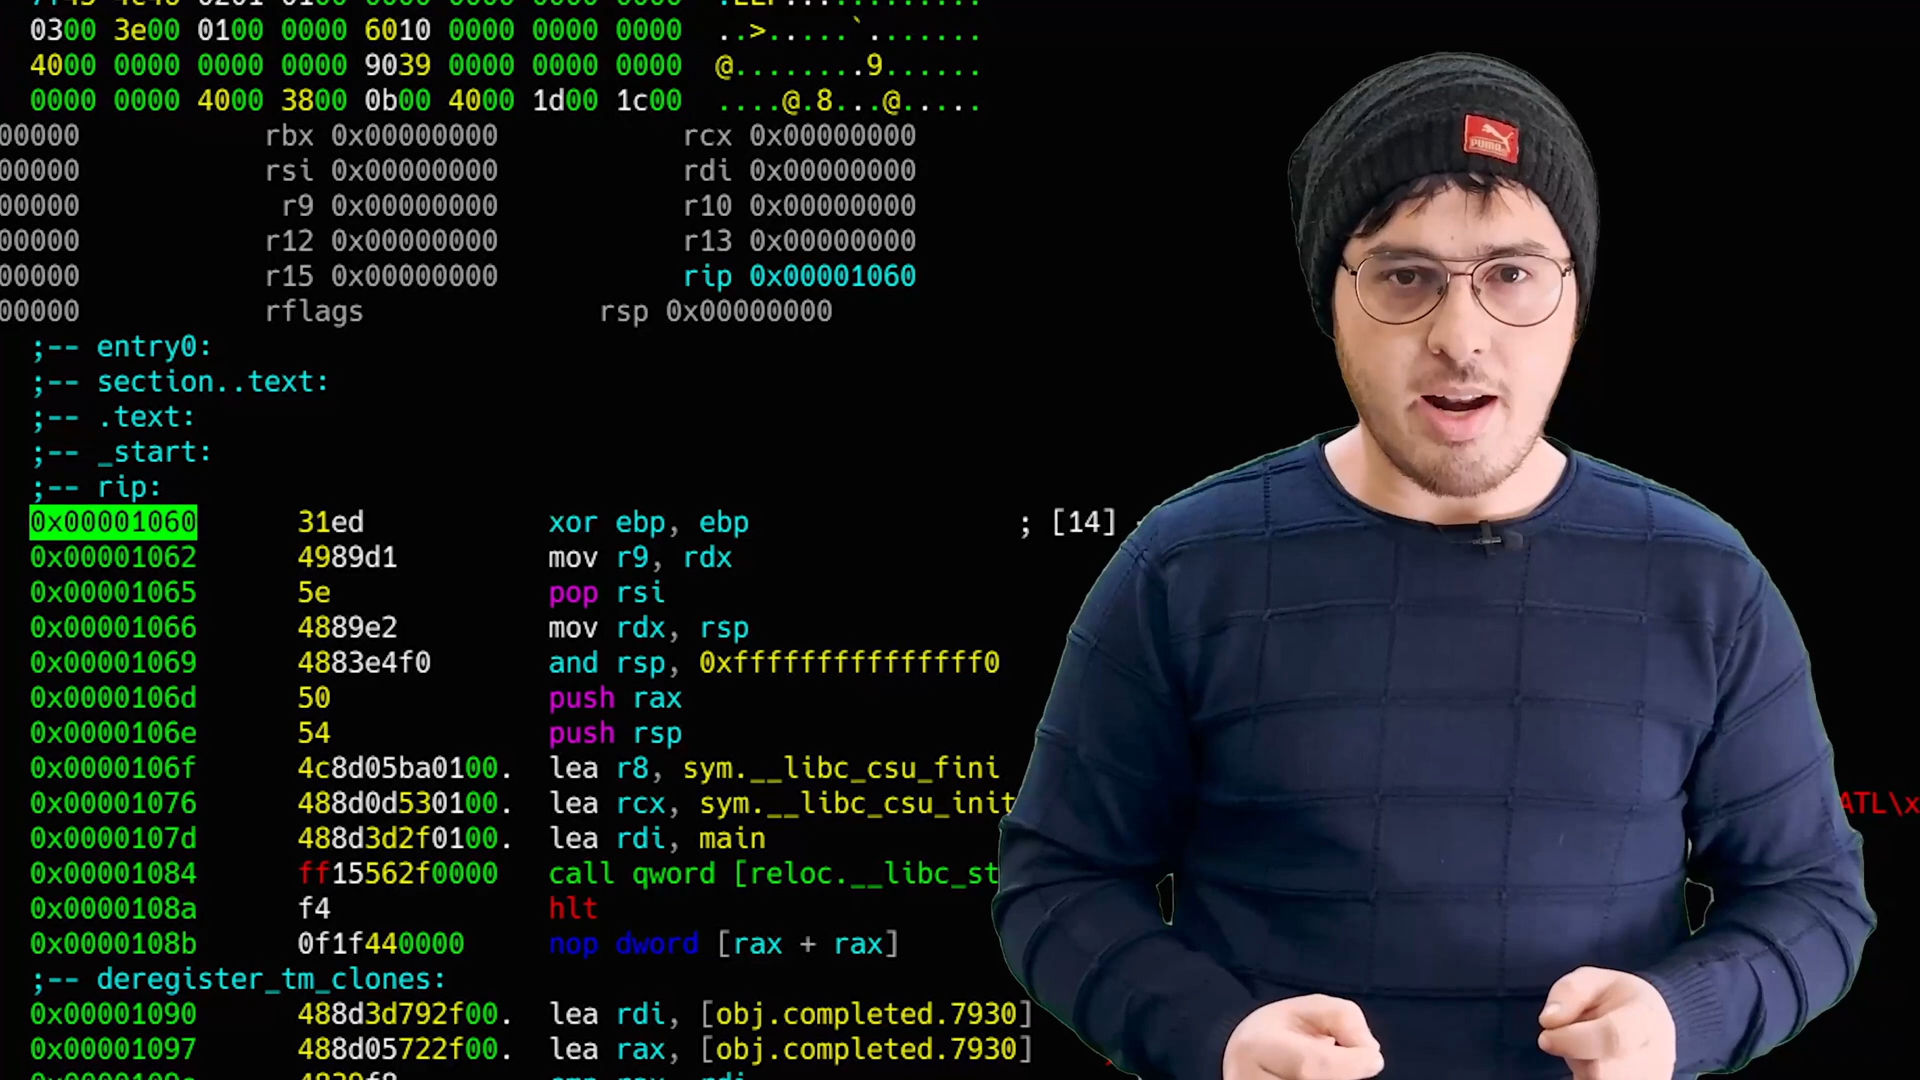 0300 3e00 0100 0000 6010 0000 0000 0000 ..>.....`.......
4000 0000 0000 0000 9039 0000 0000 0000 @........9......
0000 0000 4000 3800 0b00 4000 1d00 1c00 ....@.8...@.....
00000 rbx 0x00000000 rcx 0x00000000
00000 rsi 0x00000000 rdi 0x00000000
00000 r9 0x00000000 r10 0x00000000
00000 r12 0x00000000 r13 0x00000000
00000 r15 0x00000000 rip 0x00001060
00000 rflags rsp 0x00000000
;-- entry0:
;-- section..text:
;-- .text:
;-- _start:
;-- rip:
0x00001060 31ed xor ebp, ebp ; [14]
0x00001062 4989d1 mov r9, rdx
0x00001065 5e pop rsi
0x00001066 4889e2 mov rdx, rsp
0x00001069 4883e4f0 and rsp, 0xfffffffffffffff0
0x0000106d 50 push rax
0x0000106e 54 push rsp
0x0000106f 4c8d05ba0100. lea r8, sym.__libc_csu_fini
0x00001076 488d0d530100. lea rcx, sym.__libc_csu_init ATL\x
0x0000107d 488d3d2f0100. lea rdi, main
0x00001084 ff15562f0000 call qword [reloc.__libc_st
0x0000108a f4 hlt
0x0000108b 0f1f440000 nop dword [rax + rax]
;-- deregister_tm_clones:
0x00001090 488d3d792f00. lea rdi, [obj.completed.7930]
0x00001097 488d05722f00. lea rax, [obj.completed.7930]
PUMA